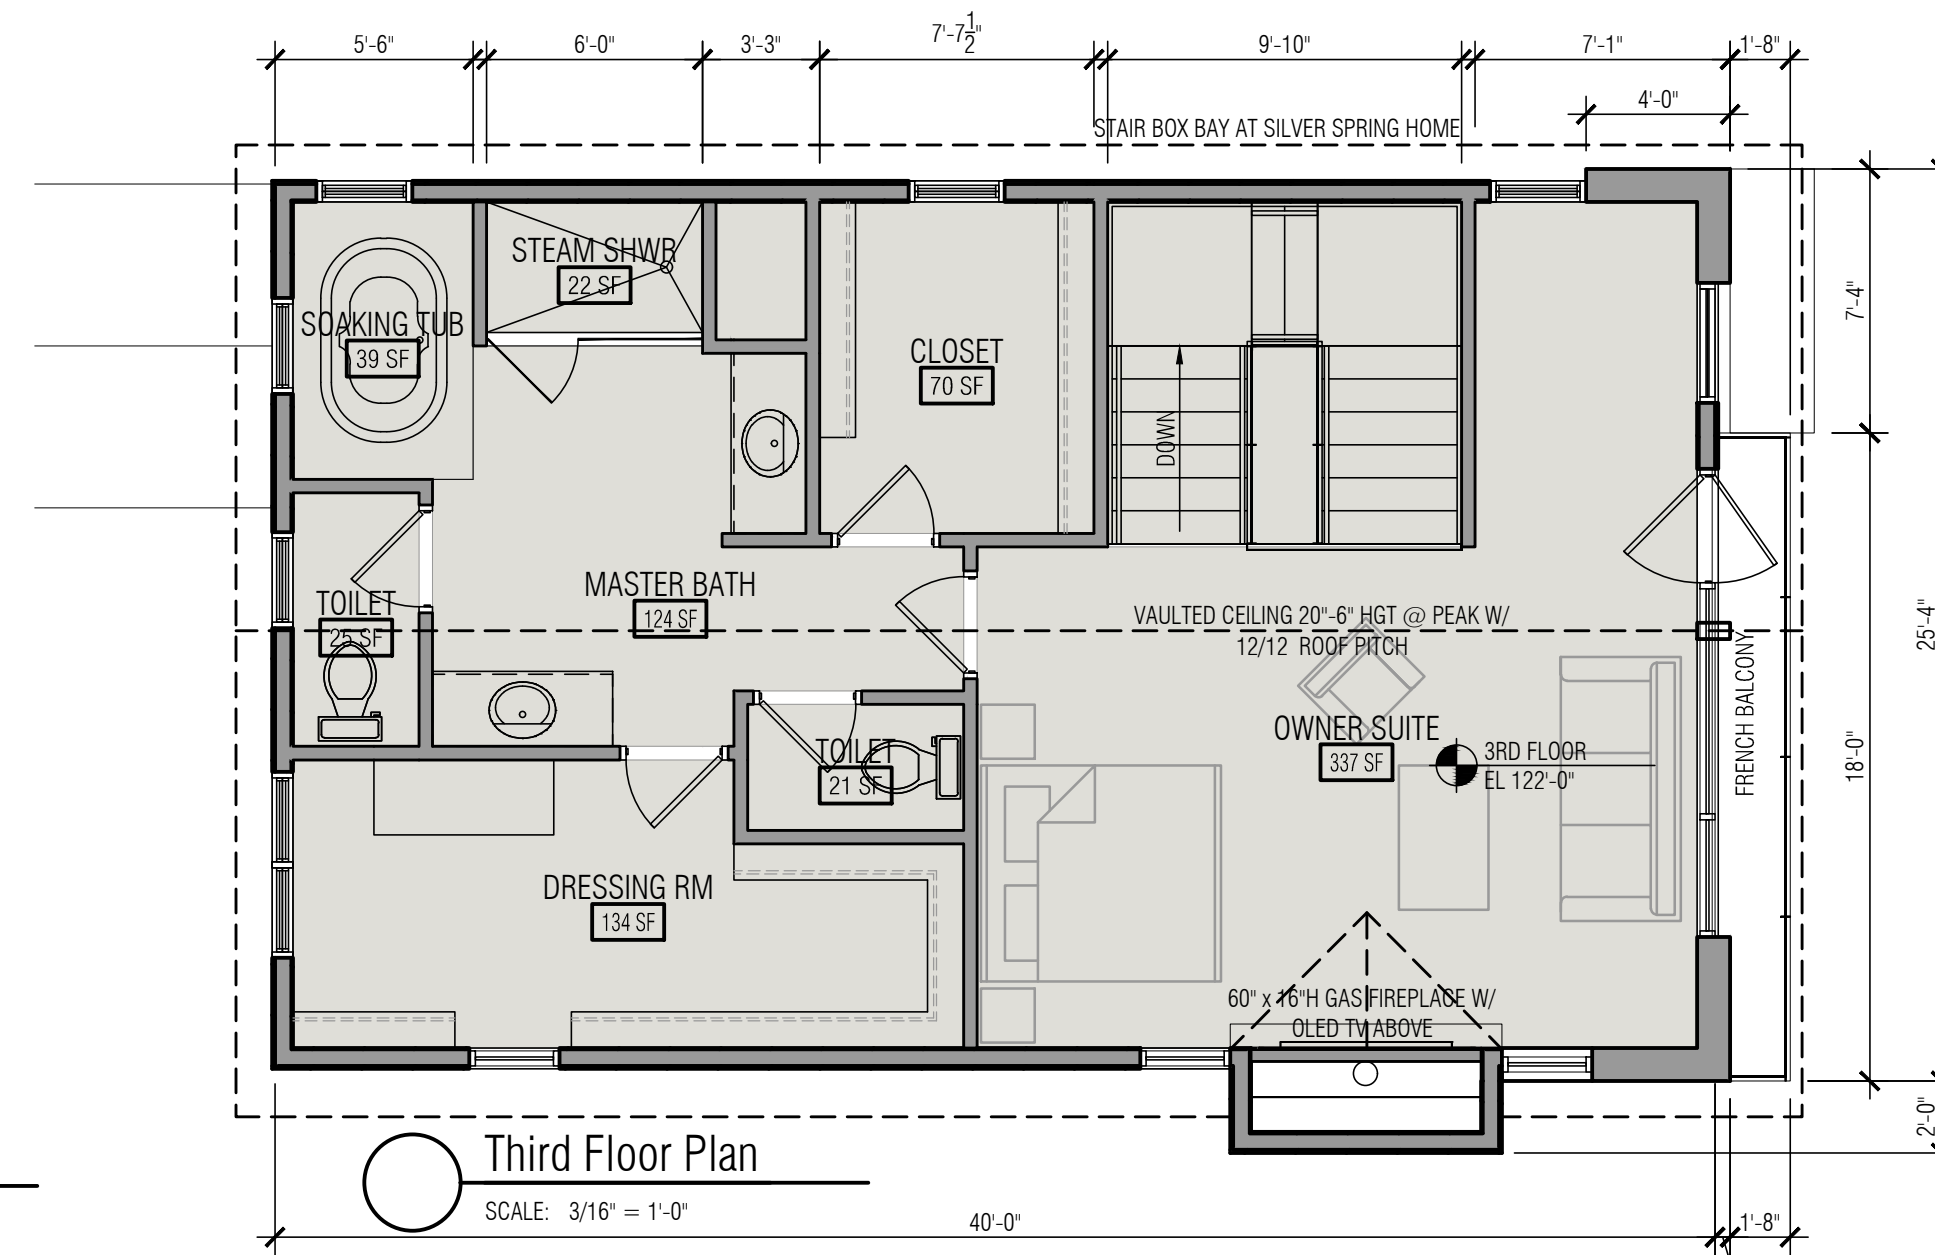 5'-6"
6'-0"
3'-3"
7'-7 1/2"
9'-10"
7'-1"
1'-8"
4'-0"
STAIR BOX BAY AT SILVER SPRING HOME
STEAM SHWR
22 SF
SOAKING TUB
39 SF
CLOSET
70 SF
DOWN
7'-4"
25'-4"
18'-0"
2'-0"
MASTER BATH
124 SF
TOILET
25 SF
VAULTED CEILING 20"-6" HGT @ PEAK W/
12/12 ROOF PITCH
FRENCH BALCONY
OWNER SUITE
337 SF
3RD FLOOR
EL 122'-0"
TOILET
21 SF
DRESSING RM
134 SF
60" x 16"H GAS FIREPLACE W/
OLED TV ABOVE
Third Floor Plan
SCALE: 3/16" = 1'-0"
40'-0"
1'-8"